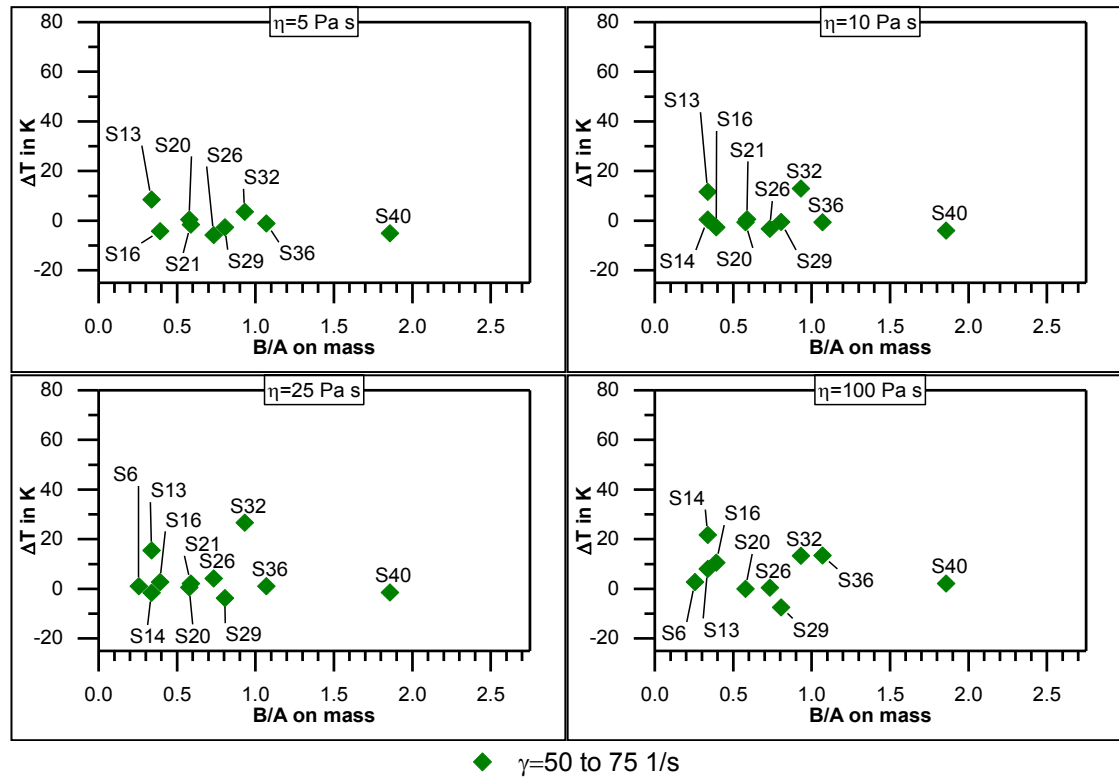 η=5 Pa s
80
60
40
20
0
-20
ΔT in K
S13
S20
S26
S32
S40
S16
S21
S29
S36
0.0 0.5 1.0 1.5 2.0 2.5
B/A on mass
η=10 Pa s
80
60
40
20
0
-20
ΔT in K
S13
S16
S21
S32
S26
S36
S40
S14
S20
S29
0.0 0.5 1.0 1.5 2.0 2.5
B/A on mass
η=25 Pa s
80
60
40
20
0
-20
ΔT in K
S6
S13
S16
S32
S21
S26
S36
S40
S14
S20
S29
0.0 0.5 1.0 1.5 2.0 2.5
B/A on mass
η=100 Pa s
80
60
40
20
0
-20
ΔT in K
S14
S16
S20
S32
S26
S36
S40
S6
S13
S29
0.0 0.5 1.0 1.5 2.0 2.5
B/A on mass
γ=50 to 75 1/s